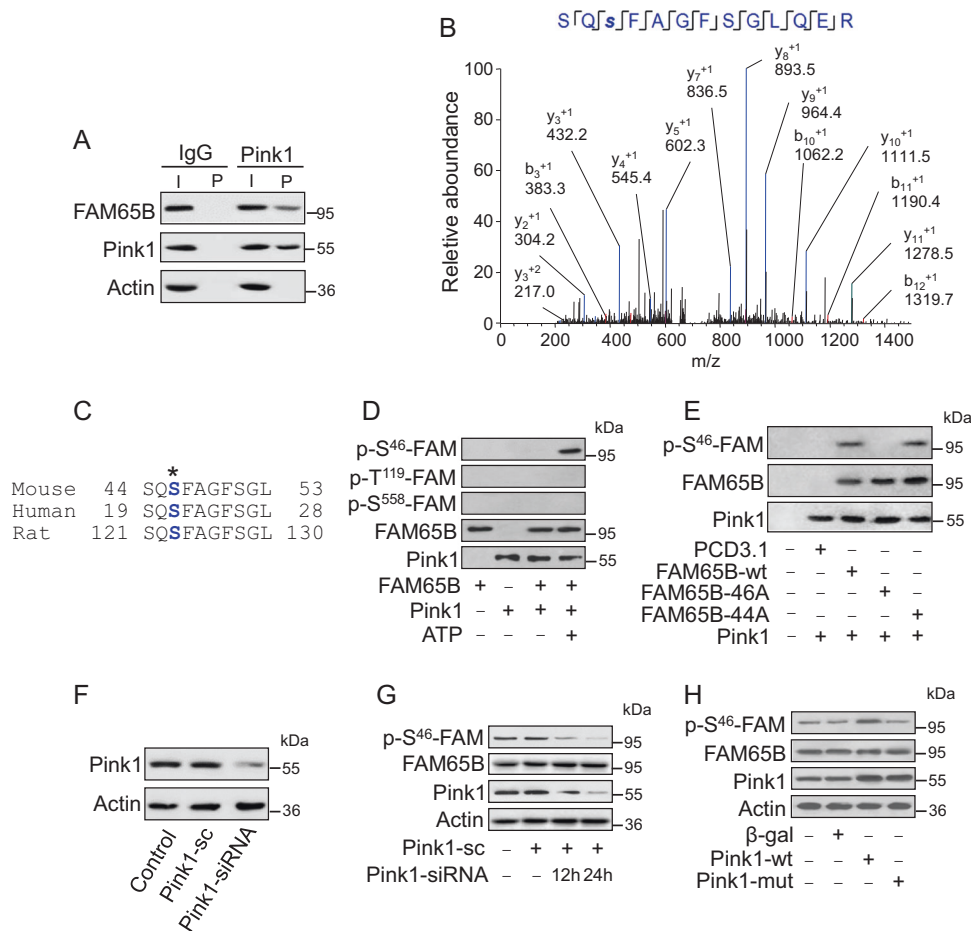 A
IgG Pink1
I P I P
FAM65B
95
Pink1
55
Actin
36
B
S Q s F A G F S G L Q E R
Reletive aboundance
100
80
60
40
20
0
y3+2
217.0
y2+1
304.2
b3+1
383.3
y3+1
432.2
y4+1
545.4
y5+1
602.3
y7+1
836.5
y8+1
893.5
y9+1
964.4
b10+1
1062.2
y10+1
1111.5
b11+1
1190.4
y11+1
1278.5
b12+1
1319.7
0 200 400 600 800 1000 1200 1400
m/z
C
*
Mouse 44 SQSFAGFSGL 53
Human 19 SQSFAGFSGL 28
Rat 121 SQSFAGFSGL 130
D
kDa
p-S46-FAM
95
p-T119-FAM
p-S558-FAM
FAM65B
95
Pink1
55
FAM65B + – + +
Pink1 – + + +
ATP – – – +
E
kDa
p-S46-FAM
95
FAM65B
95
Pink1
55
PCD3.1 – + – – –
FAM65B-wt – – + – –
FAM65B-46A – – – + –
FAM65B-44A – – – – +
Pink1 – + + + +
F
kDa
Pink1
55
Actin
36
Control
Pink1-sc
Pink1-siRNA
G
kDa
p-S46-FAM
95
FAM65B
95
Pink1
55
Actin
36
Pink1-sc – + + +
Pink1-siRNA – – 12h 24h
H
kDa
p-S46-FAM
95
FAM65B
95
Pink1
55
Actin
36
β-gal – + – –
Pink1-wt – – + –
Pink1-mut – – – +